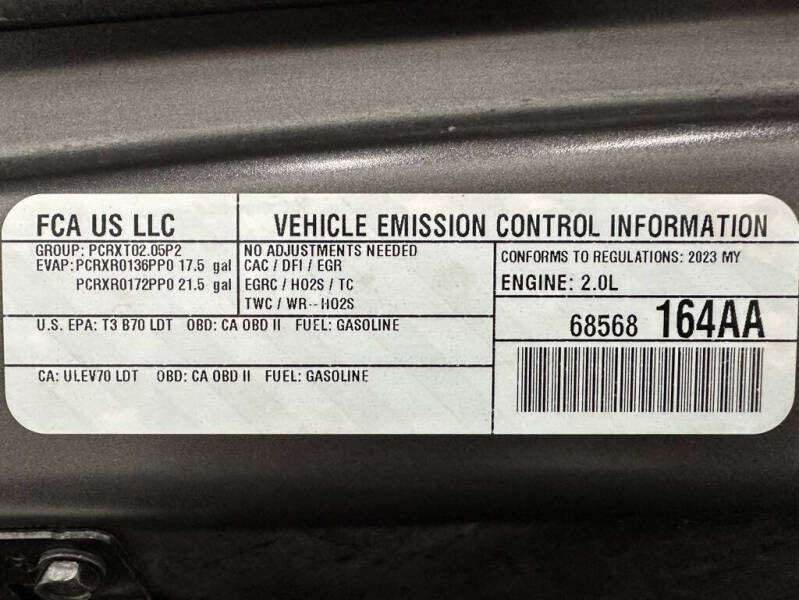 FCA US LLC
VEHICLE EMISSION CONTROL INFORMATION
GROUP: PCRXT02.05P2
EVAP: PCRXR0136PP0 17.5 gal
PCRXR0172PP0 21.5 gal
NO ADJUSTMENTS NEEDED
CAC / DFI / EGR
EGRC / HO2S / TC
TWC / WR--HO2S
CONFORMS TO REGULATIONS: 2023 MY
ENGINE: 2.0L
U.S. EPA: T3 B70 LDT OBD: CA OBD II FUEL: GASOLINE
68568 164AA
CA: ULEV70 LDT OBD: CA OBD II FUEL: GASOLINE